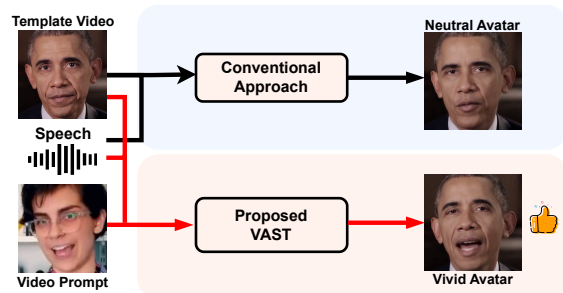 Template Video
Neutral Avatar
Conventional
Approach
Speech
Proposed
VAST
Video Prompt
Vivid Avatar